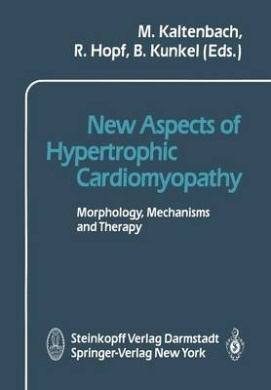 M. Kaltenbach,
R. Hopf, B. Kunkel (Eds.)
New Aspects of
Hypertrophic
Cardiomyopathy
Morphology, Mechanisms
and Therapy
Steinkopff Verlag Darmstadt
Springer-Verlag New York